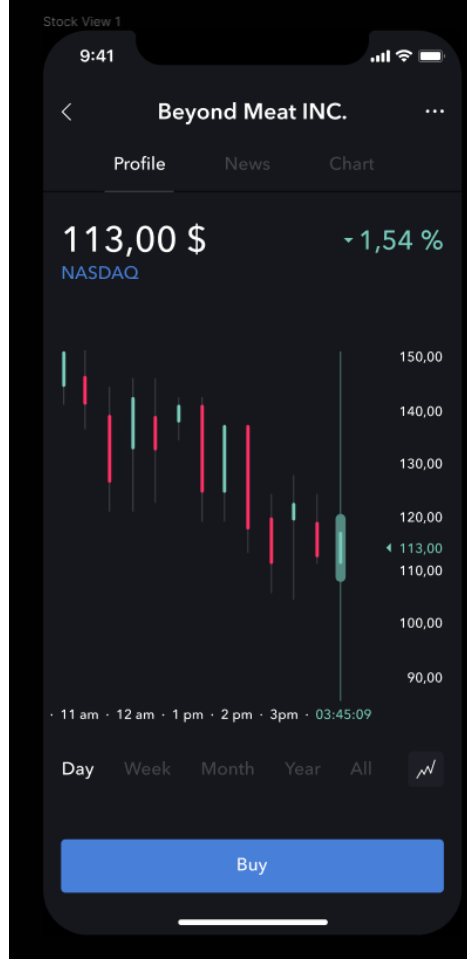 Stock View 1
9:41
Beyond Meat INC. ...
Profile News Chart
113,00 $ 1,54 %
NASDAQ
150,00
140,00
130,00
120,00
113,00
110,00
100,00
90,00
· 11 am · 12 am · 1 pm · 2 pm · 3pm · 03:45:09
Day Week Month Year All
Buy